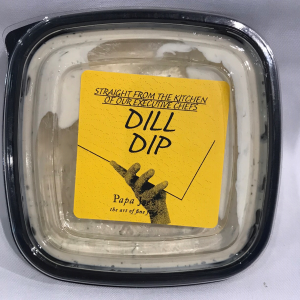 STRAIGHT FROM THE KITCHEN
OF OUR EXECUTIVE CHEFS
DILL
DIP
Papa
the art of fine